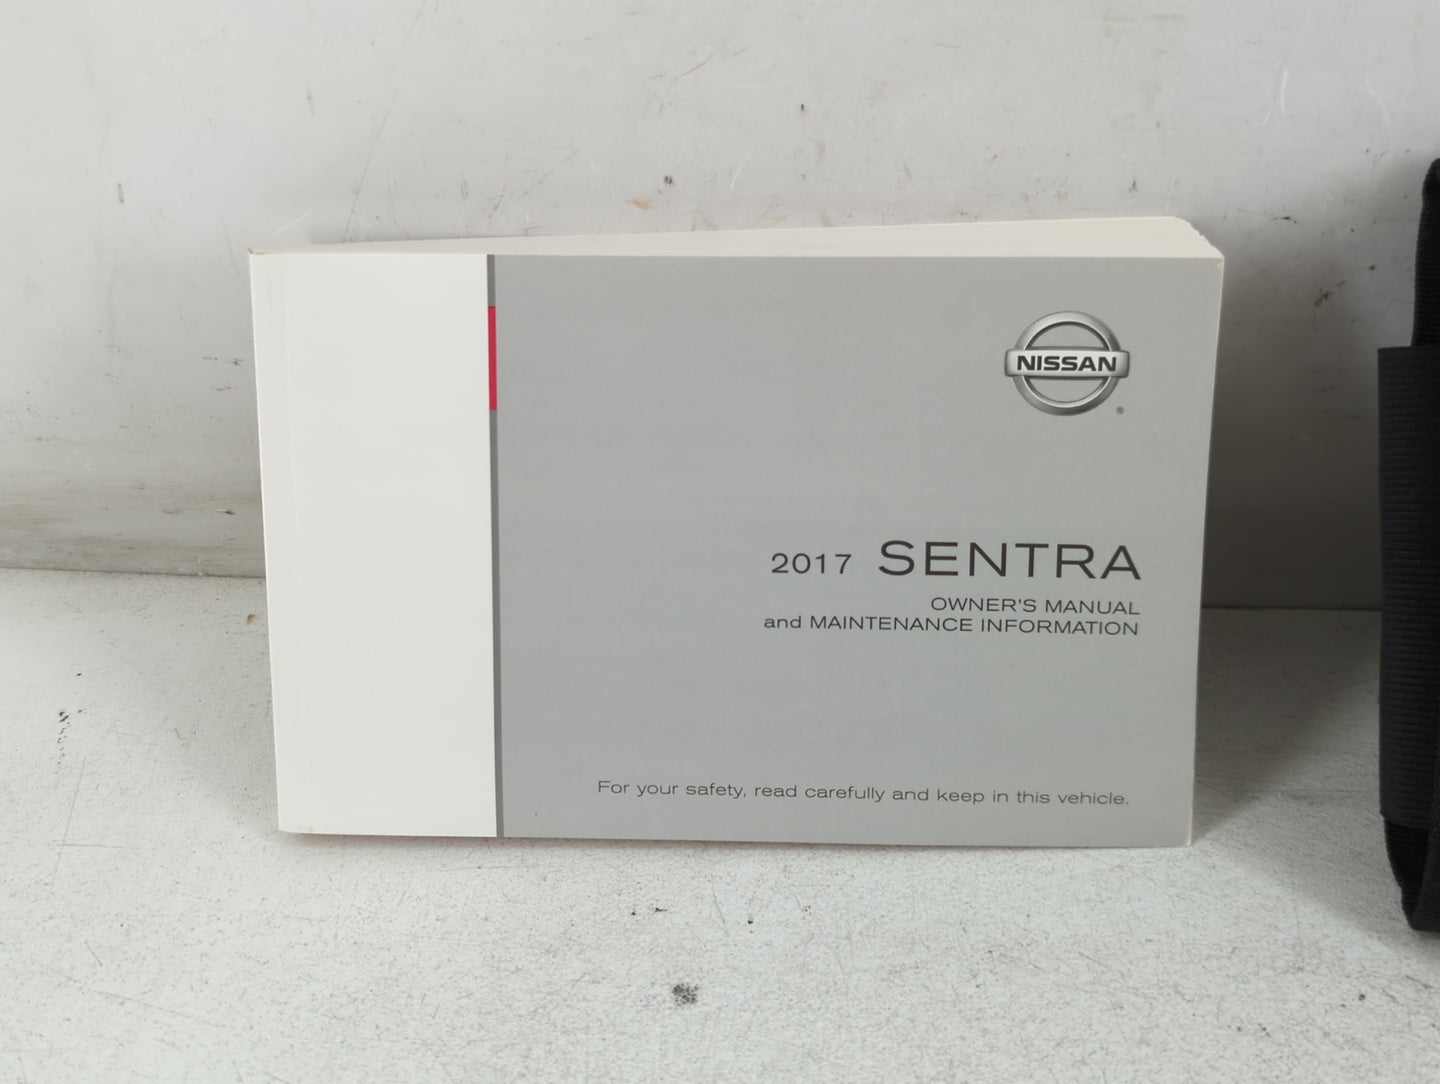 NISSAN
®
2017 SENTRA
OWNER'S MANUAL
and MAINTENANCE INFORMATION
For your safety, read carefully and keep in this vehicle.